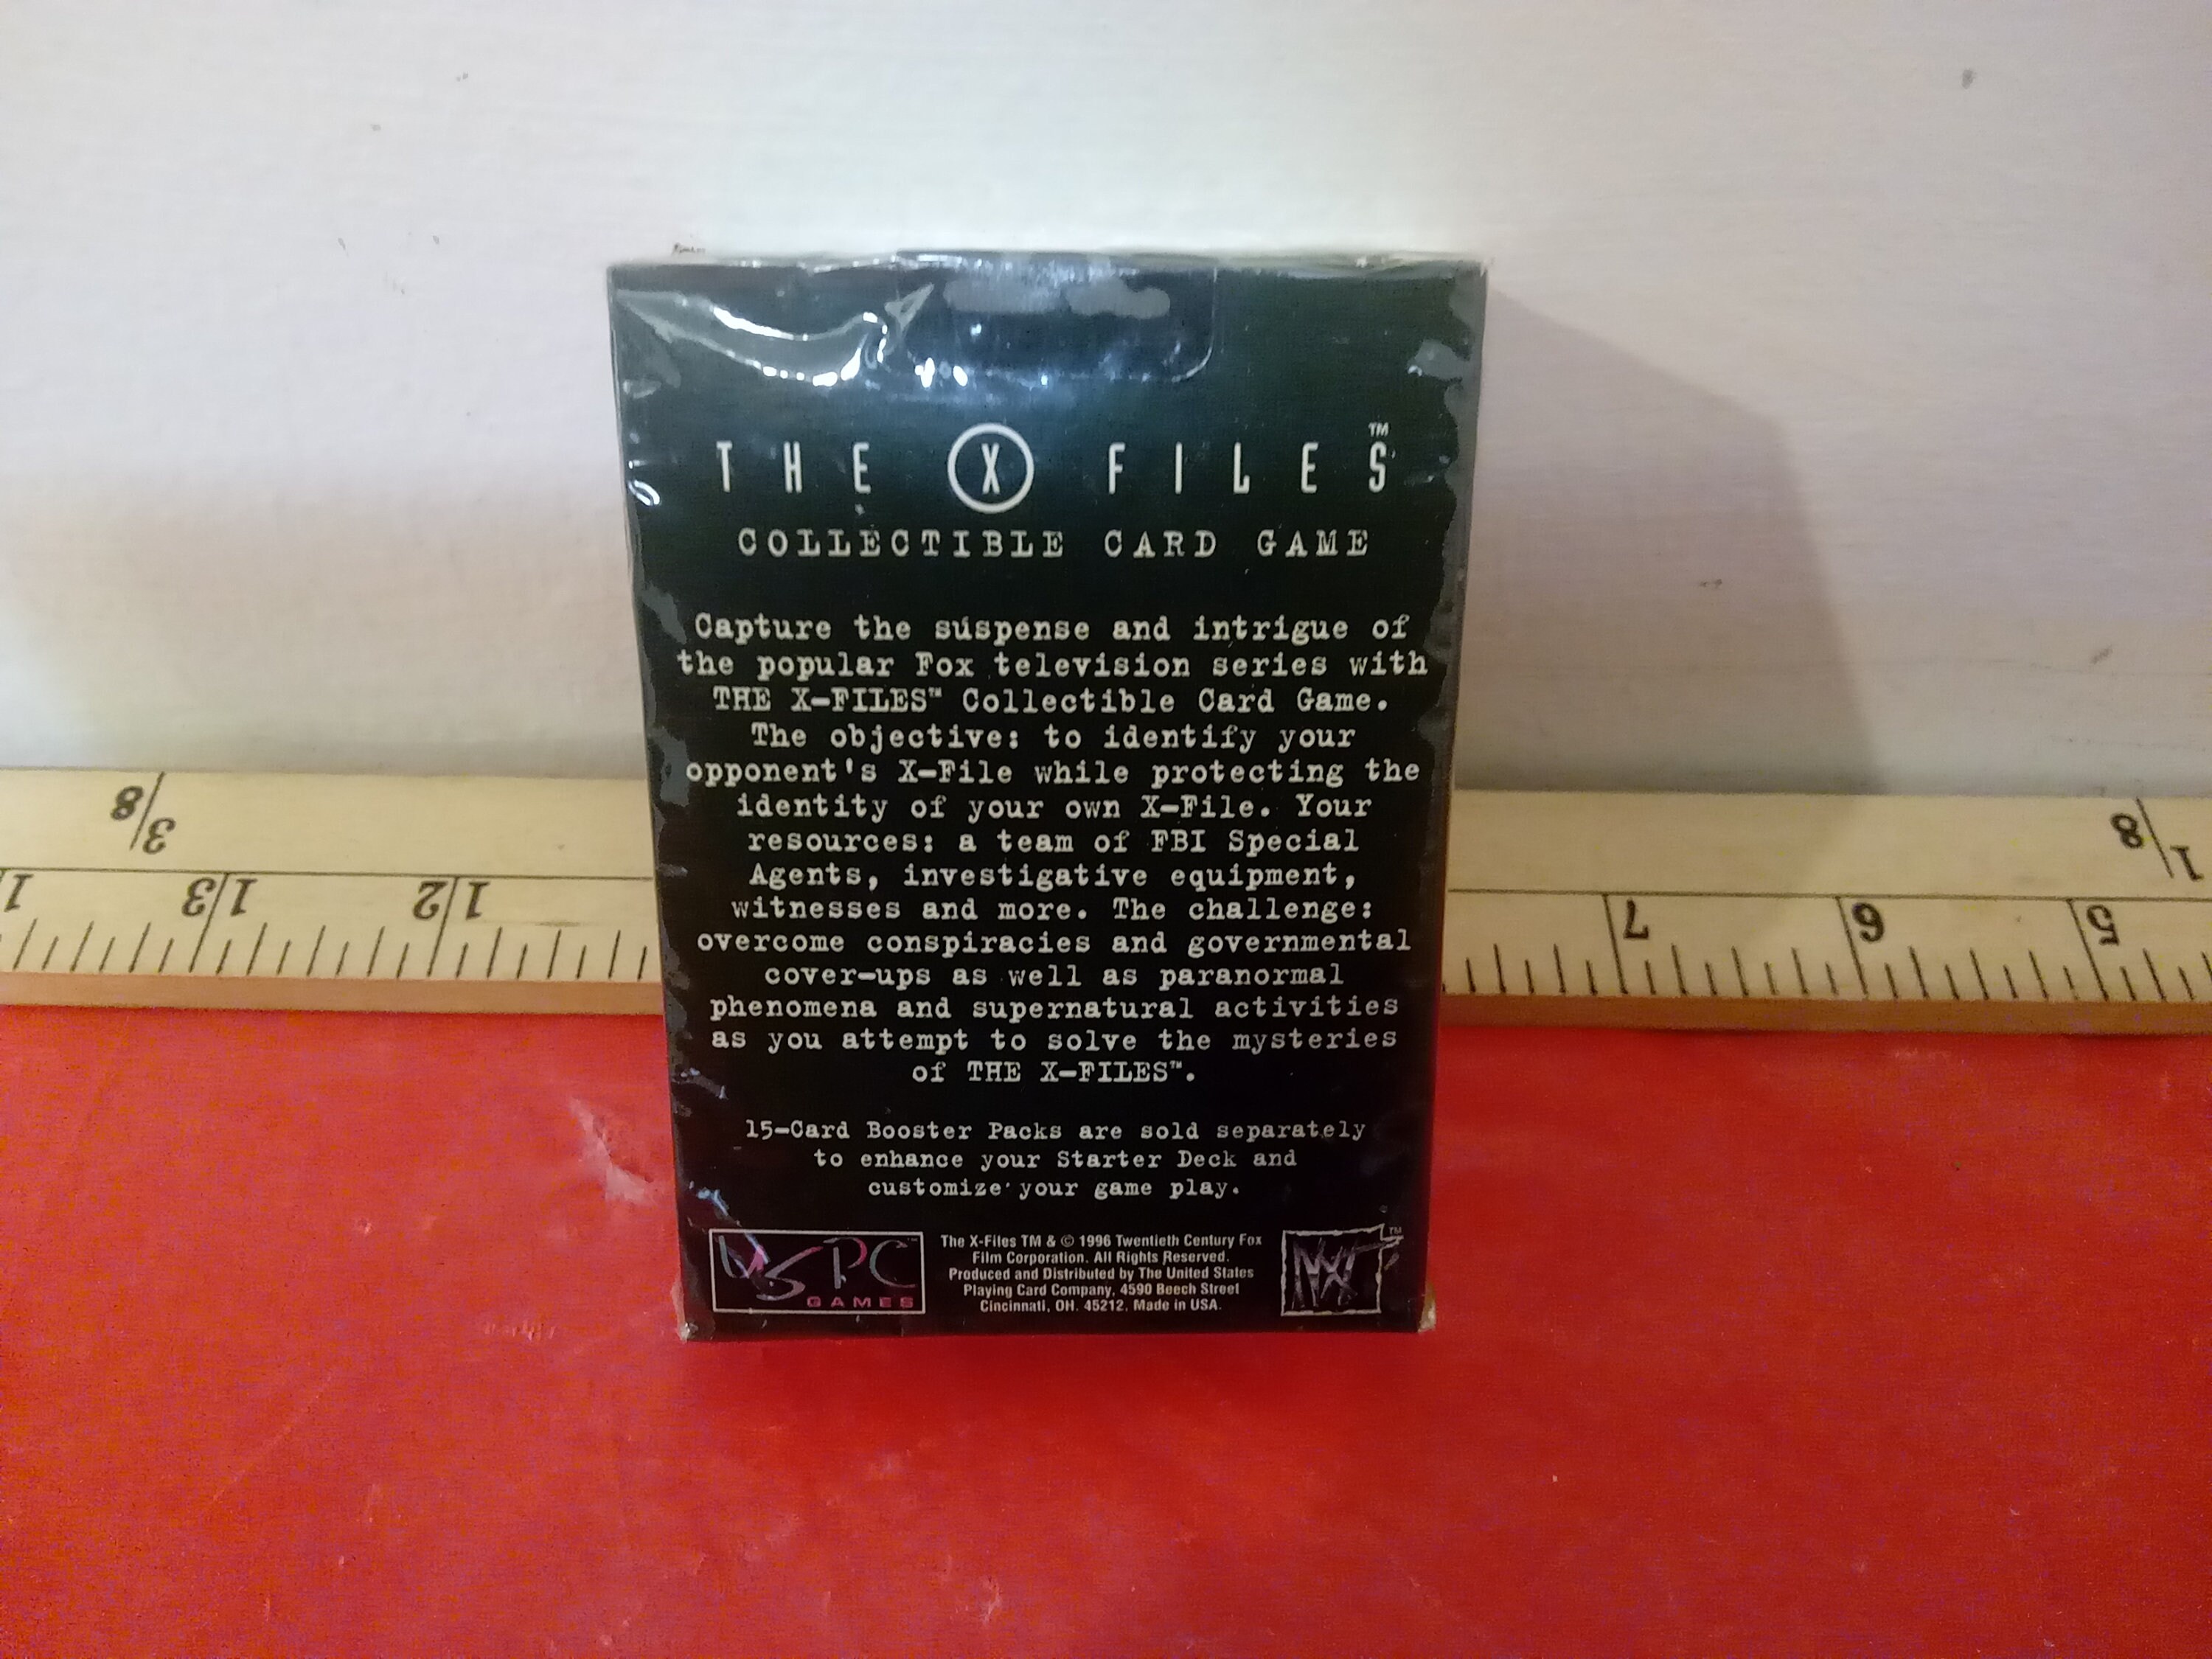 THE X FILES™
COLLECTIBLE CARD GAME
Capture the suspense and intrigue of
the popular Fox television series with
THE X-FILES™ Collectible Card Game.
The objective: to identify your
opponent's X-File while protecting the
identity of your own X-File. Your
resources: a team of FBI Special
Agents, investigative equipment,
witnesses and more. The challenge:
overcome conspiracies and governmental
cover-ups as well as paranormal
phenomena and supernatural activities
as you attempt to solve the mysteries
of THE X-FILES™.
15-Card Booster Packs are sold separately
to enhance your Starter Deck and
customize your game play.
USPC
GAMES
The X-Files TM & © 1996 Twentieth Century Fox
Film Corporation. All Rights Reserved.
Produced and Distributed by The United States
Playing Card Company, 4590 Beech Street
Cincinnati, OH. 45212. Made in USA.
NXT™
3/8
1/8
1 13 12 7 6 5